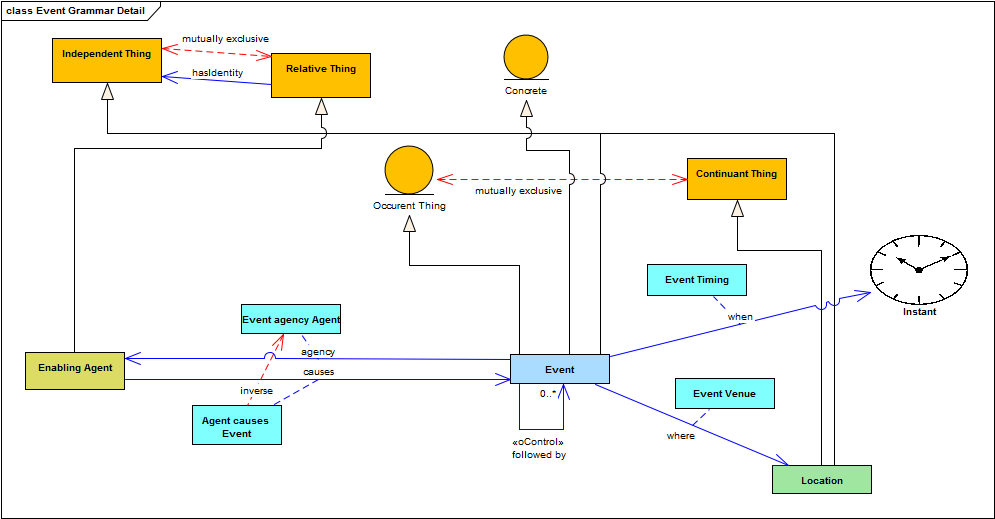 class Event Grammar Detail
Independent Thing
mutually exclusive
Relative Thing
hasIdentity
Concrete
Occurent Thing
mutually exclusive
Continuant Thing
Event Timing
when
Instant
Event agency Agent
agency
Enabling Agent
causes
Event
inverse
0..*
Event Venue
Agent causes
Event
where
«oControl»
followed by
Location